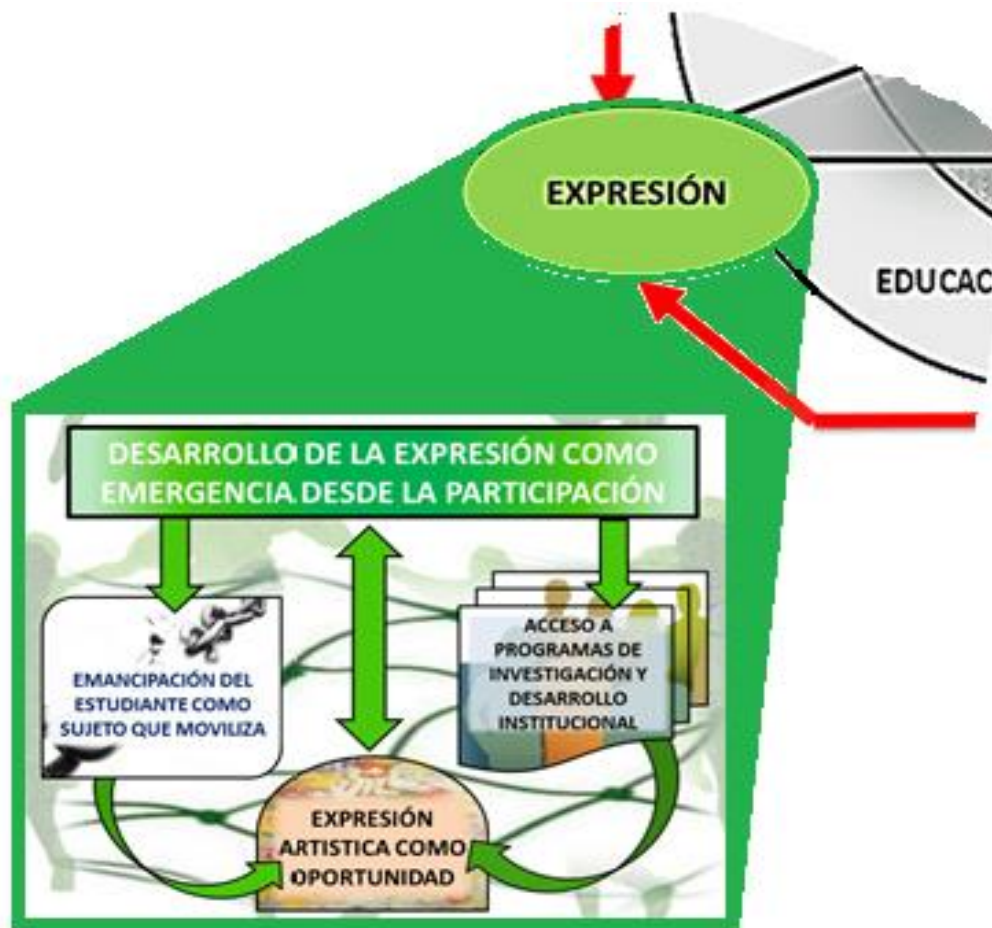 EXPRESIÓN
EDUCAC
DESARROLLO DE LA EXPRESIÓN COMO
EMERGENCIA DESDE LA PARTICIPACIÓN
EMANCIPACIÓN DEL
ESTUDIANTE COMO
SUJETO QUE MOVILIZA
ACCESO A
PROGRAMAS DE
INVESTIGACIÓN Y
DESARROLLO
INSTITUCIONAL
EXPRESIÓN
ARTISTICA COMO
OPORTUNIDAD